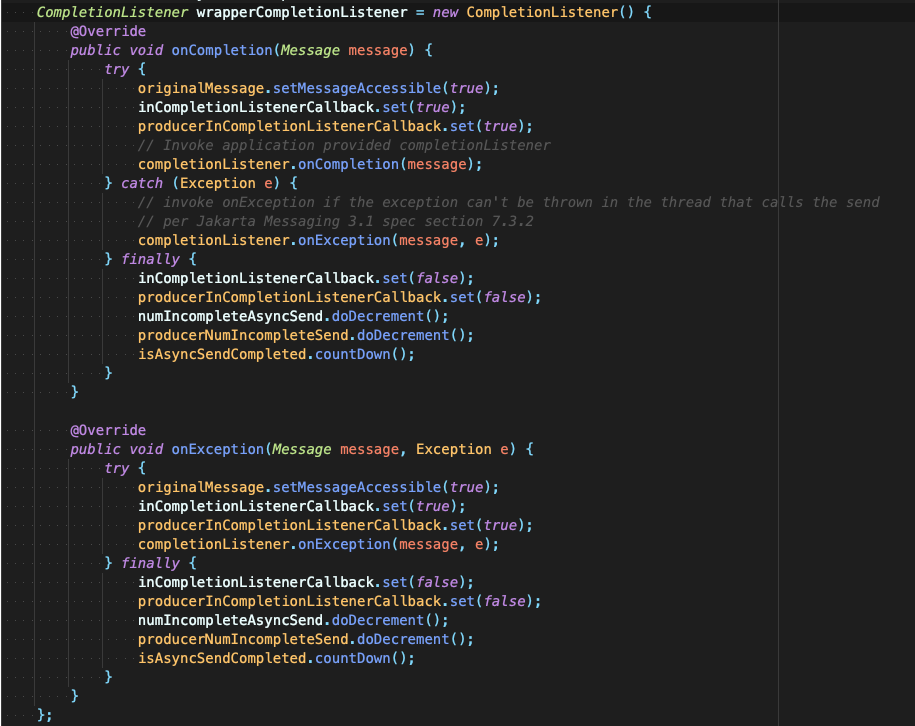 CompletionListener wrapperCompletionListener = new CompletionListener() {
@Override
public void onCompletion(Message message) {
try {
originalMessage.setMessageAccessible(true);
inCompletionListenerCallback.set(true);
producerInCompletionListenerCallback.set(true);
// Invoke application provided completionListener
completionListener.onCompletion(message);
} catch (Exception e) {
// invoke onException if the exception can't be thrown in the thread that calls the send
// per Jakarta Messaging 3.1 spec section 7.3.2
completionListener.onException(message, e);
} finally {
inCompletionListenerCallback.set(false);
producerInCompletionListenerCallback.set(false);
numIncompleteAsyncSend.doDecrement();
producerNumIncompleteSend.doDecrement();
isAsyncSendCompleted.countDown();
}
}
@Override
public void onException(Message message, Exception e) {
try {
originalMessage.setMessageAccessible(true);
inCompletionListenerCallback.set(true);
producerInCompletionListenerCallback.set(true);
completionListener.onException(message, e);
} finally {
inCompletionListenerCallback.set(false);
producerInCompletionListenerCallback.set(false);
numIncompleteAsyncSend.doDecrement();
producerNumIncompleteSend.doDecrement();
isAsyncSendCompleted.countDown();
}
}
};